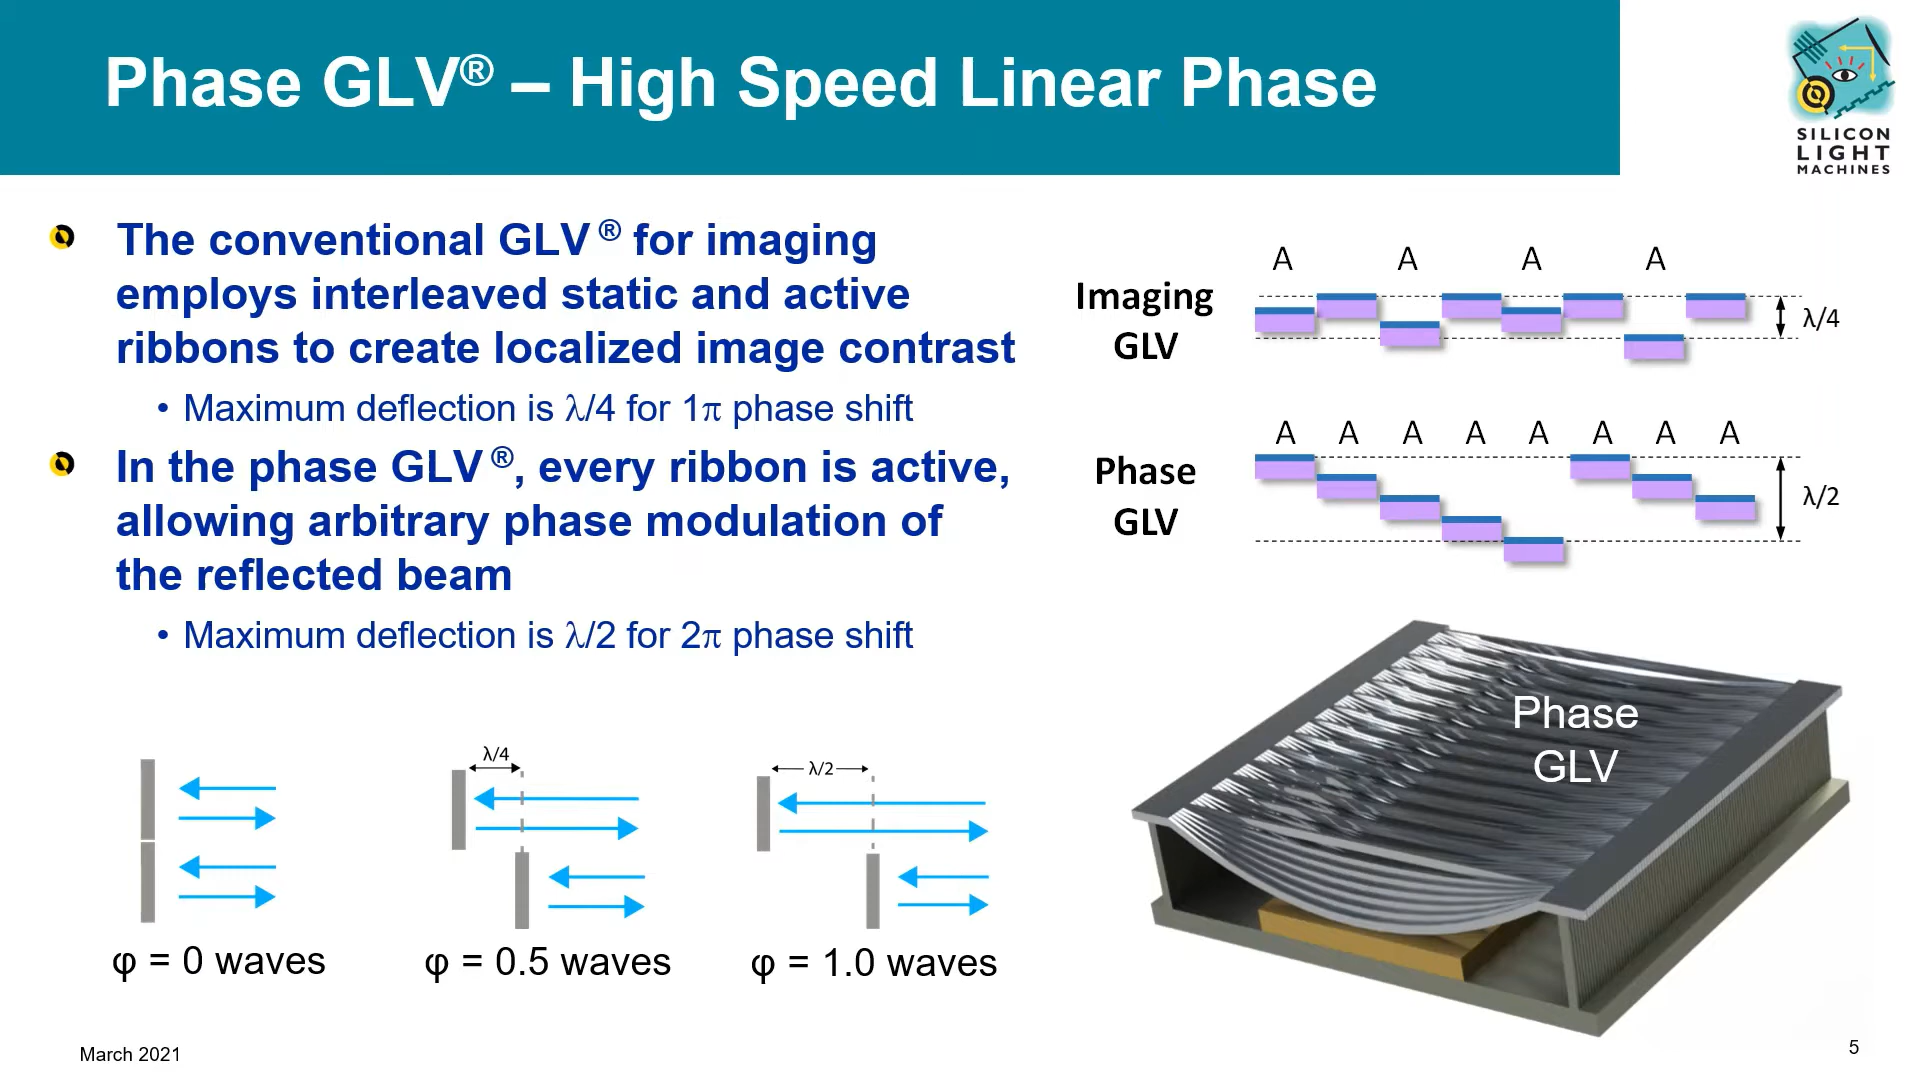 Phase GLV® – High Speed Linear Phase
SILICON
LIGHT
MACHINES
The conventional GLV® for imaging
employs interleaved static and active
ribbons to create localized image contrast
• Maximum deflection is λ/4 for 1π phase shift
In the phase GLV®, every ribbon is active,
allowing arbitrary phase modulation of
the reflected beam
• Maximum deflection is λ/2 for 2π phase shift
A A A A
Imaging
GLV
λ/4
A A A A A A A A
Phase
GLV
λ/2
Phase
GLV
λ/4
λ/2
φ = 0 waves
φ = 0.5 waves
φ = 1.0 waves
March 2021
5